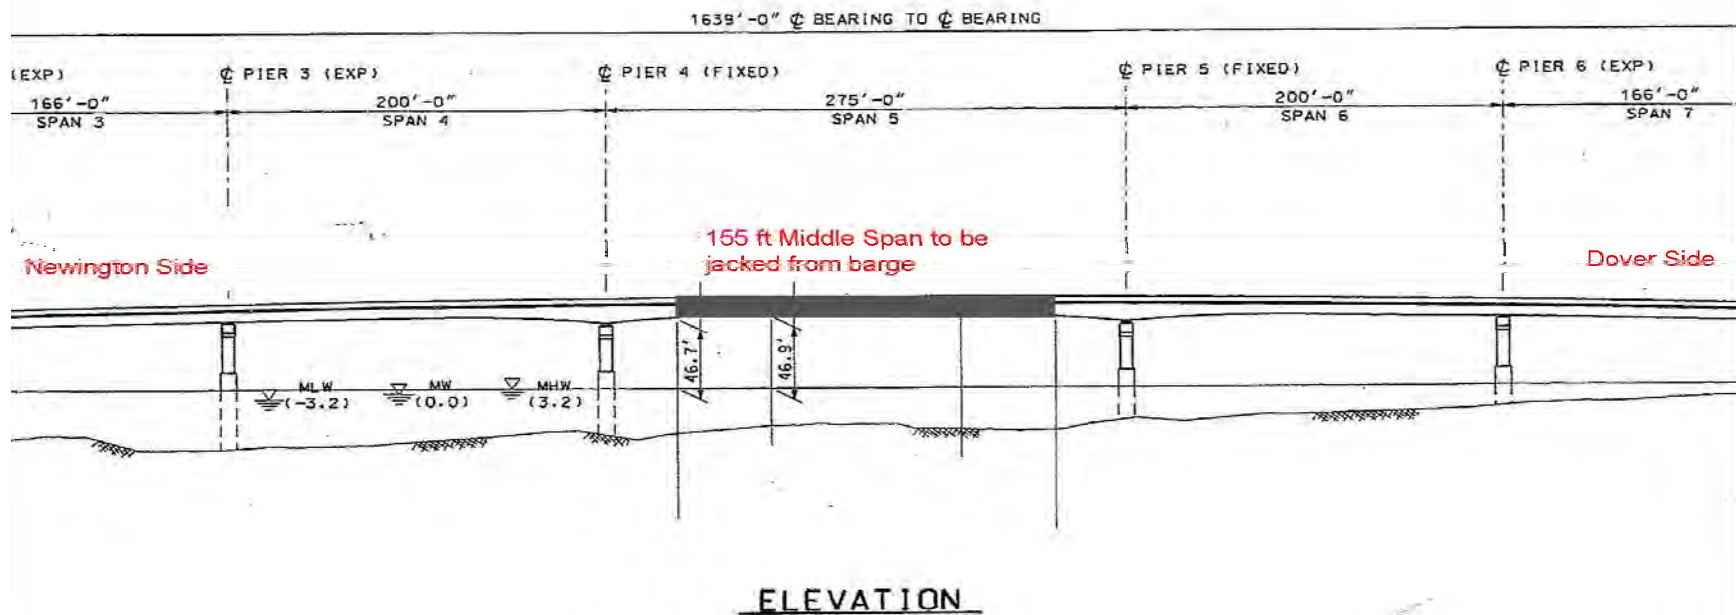 1639'-0" ℄ BEARING TO ℄ BEARING
(EXP)
℄ PIER 3 (EXP)
℄ PIER 4 (FIXED)
℄ PIER 5 (FIXED)
℄ PIER 6 (EXP)
166'-0"
SPAN 3
200'-0"
SPAN 4
275'-0"
SPAN 5
200'-0"
SPAN 6
166'-0"
SPAN 7
Newington Side
155 ft Middle Span to be
jacked from barge
Dover Side
46.7'
46.9'
MLW
(-3.2)
MW
(0.0)
MHW
(3.2)
ELEVATION